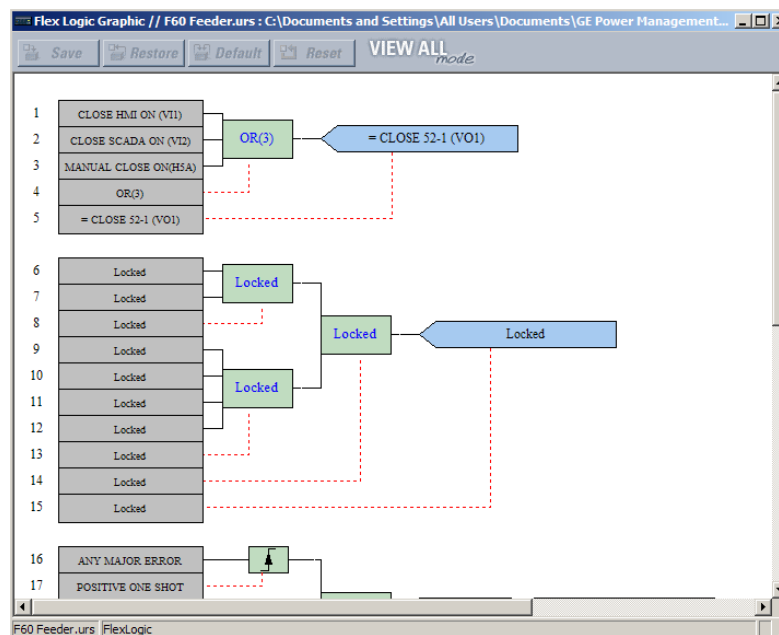 Flex Logic Graphic // F60 Feeder.urs : C:\Documents and Settings\All Users\Documents\GE Power Management...
Save Restore Default Reset VIEW ALL mode
1 CLOSE HMI ON (VI1)
2 CLOSE SCADA ON (VI2) OR(3) = CLOSE 52-1 (VO1)
3 MANUAL CLOSE ON(H5A)
4 OR(3)
5 = CLOSE 52-1 (VO1)
6 Locked
Locked
7 Locked
8 Locked
Locked Locked
9 Locked
10 Locked
Locked
11 Locked
12 Locked
13 Locked
14 Locked
15 Locked
16 ANY MAJOR ERROR
17 POSITIVE ONE SHOT
F60 Feeder.urs FlexLogic